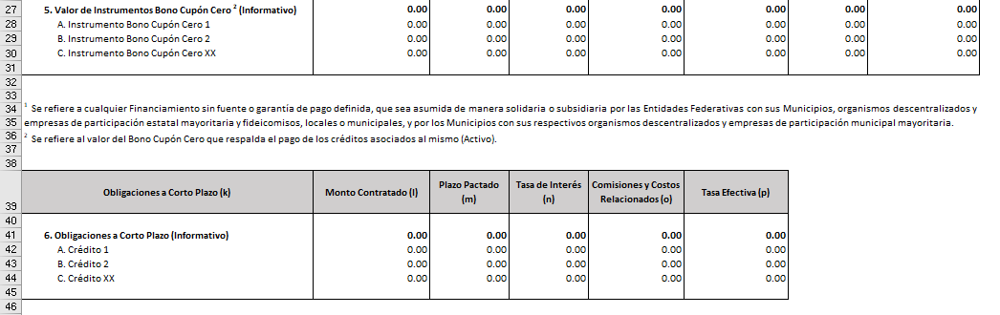 27 5. Valor de Instrumentos Bono Cupón Cero ² (Informativo) 0.00 0.00 0.00 0.00 0.00 0.00 0.00
28 A. Instrumento Bono Cupón Cero 1 0.00 0.00 0.00 0.00 0.00 0.00 0.00
29 B. Instrumento Bono Cupón Cero 2 0.00 0.00 0.00 0.00 0.00 0.00 0.00
30 C. Instrumento Bono Cupón Cero XX 0.00 0.00 0.00 0.00 0.00 0.00 0.00
31
32
33
34 ¹ Se refiere a cualquier Financiamiento sin fuente o garantía de pago definida, que sea asumida de manera solidaria o subsidiaria por las Entidades Federativas con sus Municipios, organismos descentralizados y
35 empresas de participación estatal mayoritaria y fideicomisos, locales o municipales, y por los Municipios con sus respectivos organismos descentralizados y empresas de participación municipal mayoritaria.
36 ² Se refiere al valor del Bono Cupón Cero que respalda el pago de los créditos asociados al mismo (Activo).
37
38
39 Obligaciones a Corto Plazo (k) Monto Contratado (l) Plazo Pactado (m) Tasa de Interés (n) Comisiones y Costos Relacionados (o) Tasa Efectiva (p)
40
41 6. Obligaciones a Corto Plazo (Informativo) 0.00 0.00 0.00 0.00 0.00
42 A. Crédito 1 0.00 0.00 0.00 0.00 0.00
43 B. Crédito 2 0.00 0.00 0.00 0.00 0.00
44 C. Crédito XX 0.00 0.00 0.00 0.00 0.00
45
46